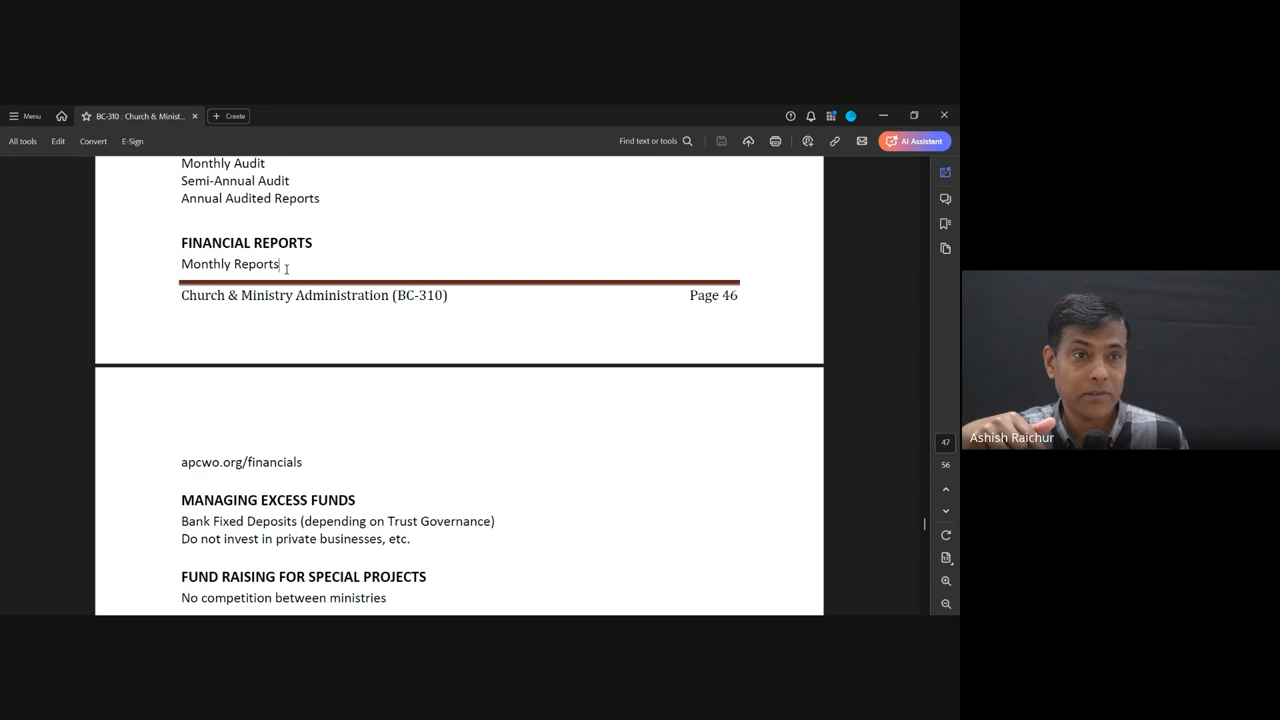 Menu
BC-310 : Church & Minist...
Create
All tools
Edit
Convert
E-Sign
Find text or tools
AI Assistant
Monthly Audit
Semi-Annual Audit
Annual Audited Reports
FINANCIAL REPORTS
Monthly Reports
Church & Ministry Administration (BC-310) Page 46
apcwo.org/financials
MANAGING EXCESS FUNDS
Bank Fixed Deposits (depending on Trust Governance)
Do not invest in private businesses, etc.
FUND RAISING FOR SPECIAL PROJECTS
No competition between ministries
47
56
Ashish Raichur